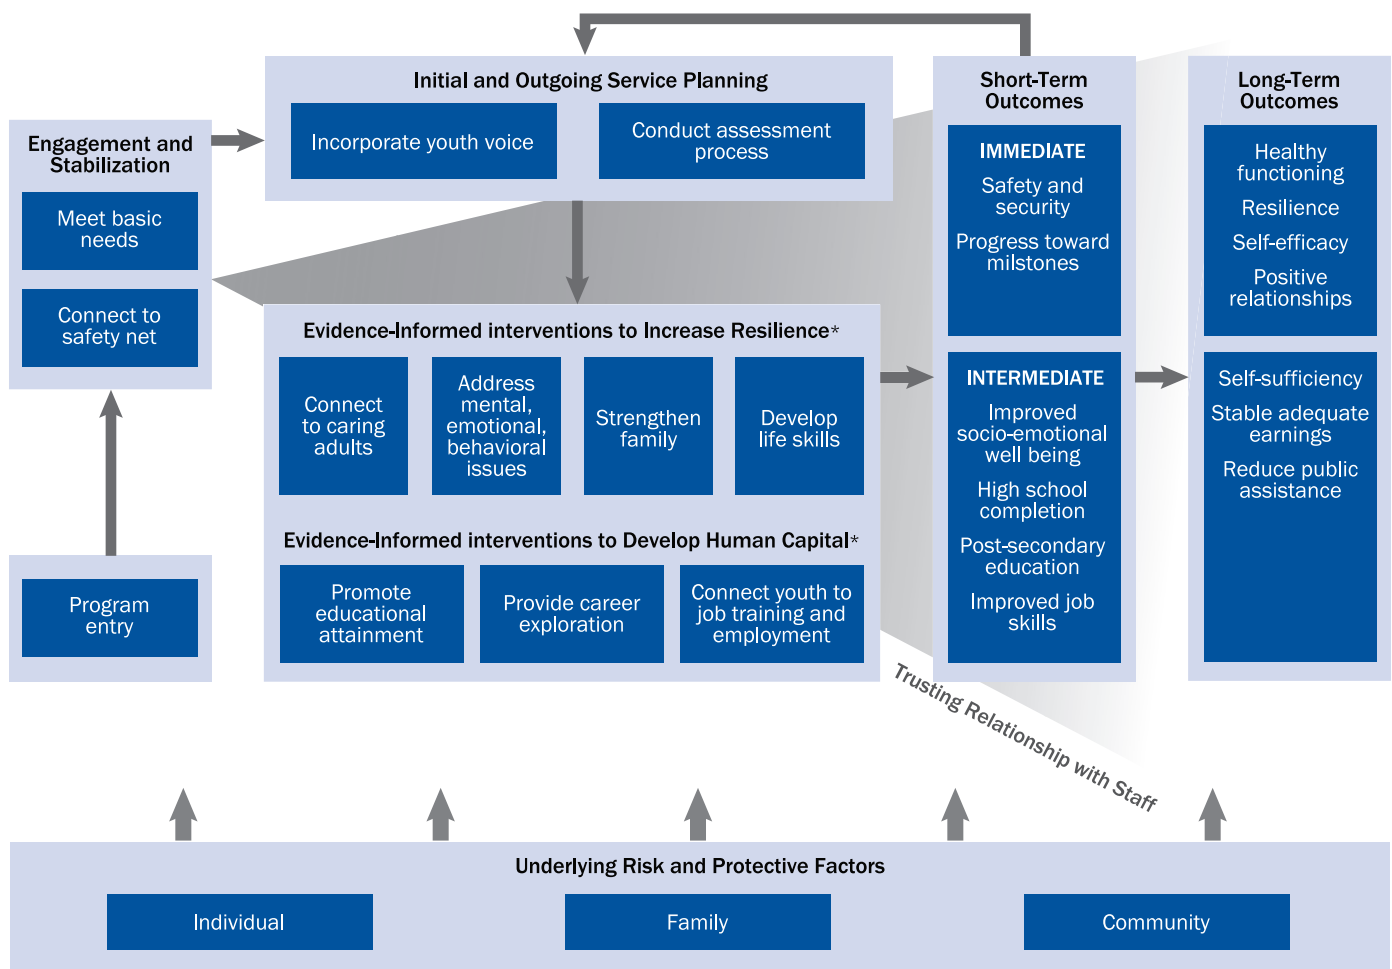 Initial and Outgoing Service Planning
Incorporate youth voice
Conduct assessment
process
Engagement and
Stabilization
Meet basic
needs
Connect to
safety net
Program
entry
Evidence-Informed interventions to Increase Resilience*
Connect
to caring
adults
Address
mental,
emotional,
behavioral
issues
Strengthen
family
Develop
life skills
Evidence-Informed interventions to Develop Human Capital*
Promote
educational
attainment
Provide career
exploration
Connect youth to
job training and
employment
Short-Term
Outcomes
IMMEDIATE
Safety and
security
Progress toward
milstones
INTERMEDIATE
Improved
socio-emotional
well being
High school
completion
Post-secondary
education
Improved job
skills
Long-Term
Outcomes
Healthy
functioning
Resilience
Self-efficacy
Positive
relationships
Self-sufficiency
Stable adequate
earnings
Reduce public
assistance
Trusting Relationship with Staff
Underlying Risk and Protective Factors
Individual
Family
Community